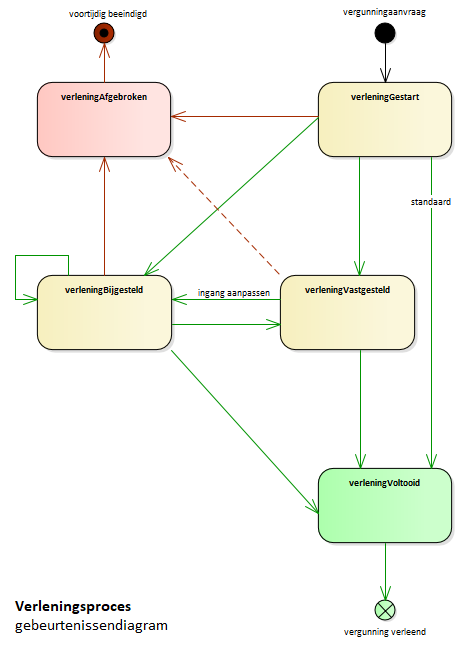 voortijdig beeindigd
vergunningaanvraag
verleningAfgebroken
verleningGestart
standaard
verleningBijgesteld
ingang aanpassen
verleningVastgesteld
verleningVoltooid
Verleningsproces
gebeurtenissendiagram
vergunning verleend